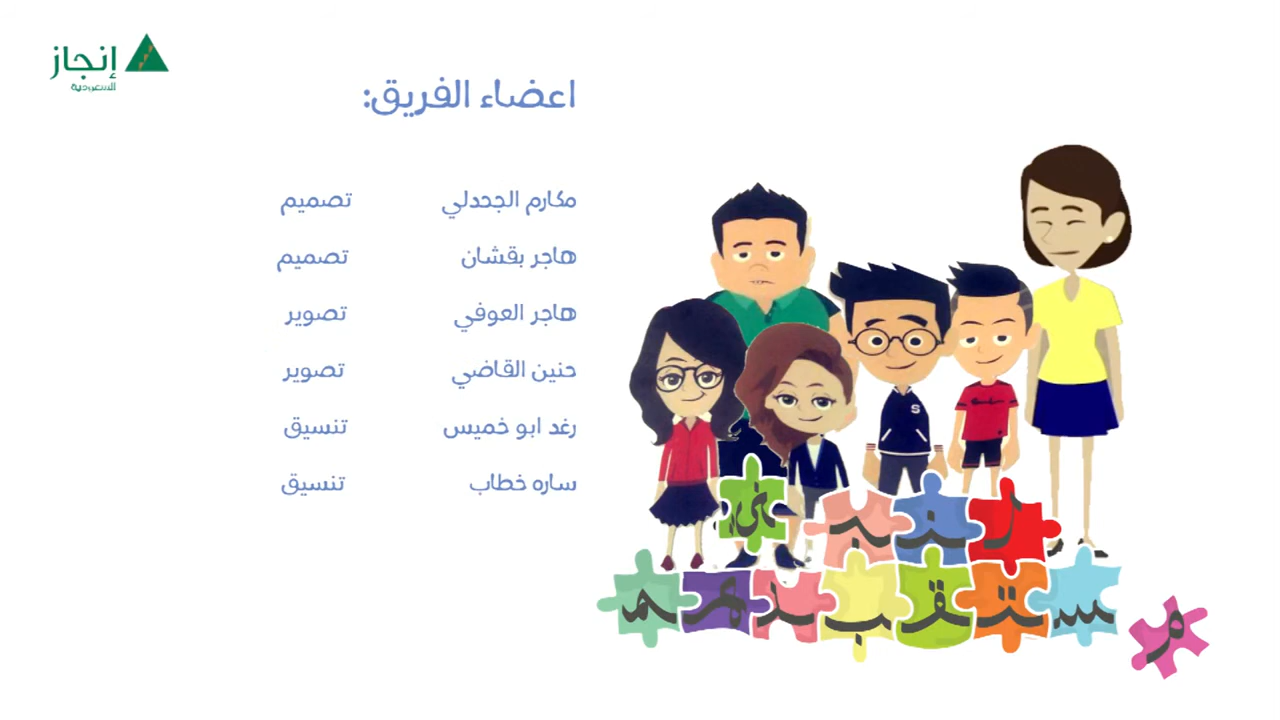 إنجاز
السعودية
اعضاء الفريق:
مكارم الجحدلي تصميم
هاجر بقشان تصميم
هاجر العوفي تصوير
حنين القاضي تصوير
رغد ابو خميس تنسيق
ساره خطاب تنسيق